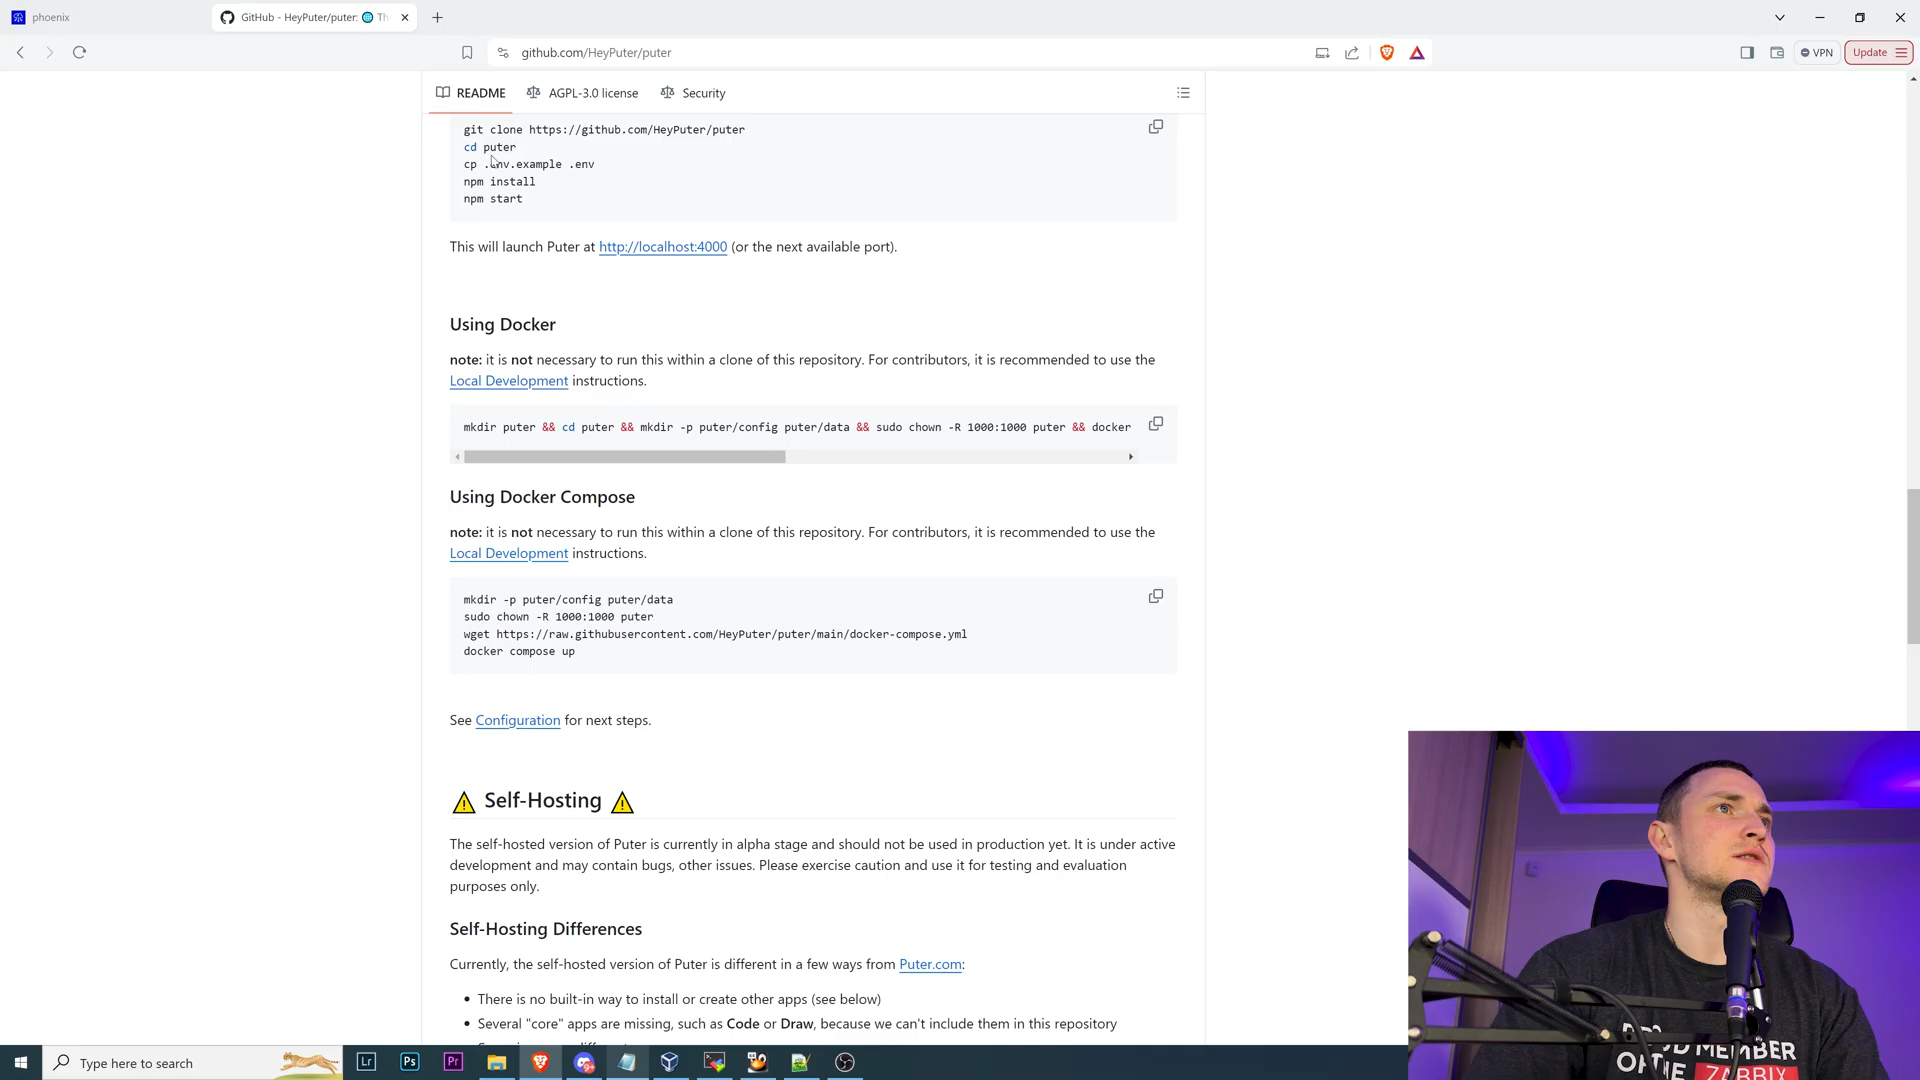 phoenix
GitHub - HeyPuter/puter: 🌐 Th
github.com/HeyPuter/puter
VPN
Update
README
AGPL-3.0 license
Security
git clone https://github.com/HeyPuter/puter
cd puter
cp .env.example .env
npm install
npm start
This will launch Puter at http://localhost:4000 (or the next available port).
Using Docker
note: it is not necessary to run this within a clone of this repository. For contributors, it is recommended to use the
Local Development instructions.
mkdir puter && cd puter && mkdir -p puter/config puter/data && sudo chown -R 1000:1000 puter && docker
Using Docker Compose
note: it is not necessary to run this within a clone of this repository. For contributors, it is recommended to use the
Local Development instructions.
mkdir -p puter/config puter/data
sudo chown -R 1000:1000 puter
wget https://raw.githubusercontent.com/HeyPuter/puter/main/docker-compose.yml
docker compose up
See Configuration for next steps.
⚠ Self-Hosting ⚠
The self-hosted version of Puter is currently in alpha stage and should not be used in production yet. It is under active
development and may contain bugs, other issues. Please exercise caution and use it for testing and evaluation
purposes only.
Self-Hosting Differences
Currently, the self-hosted version of Puter is different in a few ways from Puter.com:
• There is no built-in way to install or create other apps (see below)
• Several "core" apps are missing, such as Code or Draw, because we can't include them in this repository
Type here to search
Lr
Ps
Pr
MEMBER
OF THE
ZABBIX